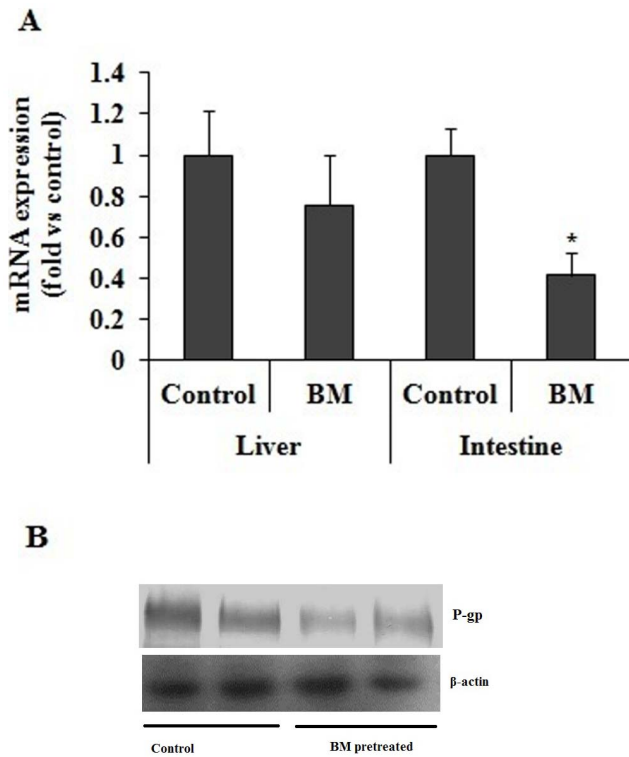 A
mRNA expression
(fold vs control)
1.4
1.2
1
0.8
0.6
0.4
0.2
0
*
Control BM Control BM
Liver Intestine
B
P-gp
β-actin
Control BM pretreated